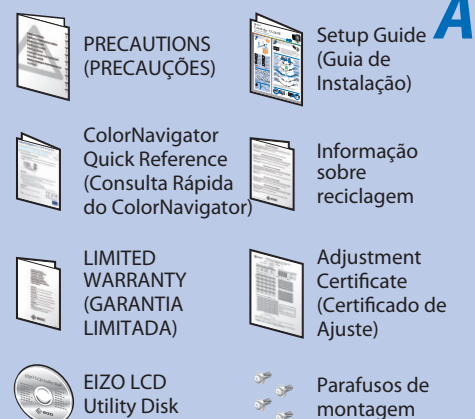 A
PRECAUTIONS
(PRECAUÇÕES)
Setup Guide
(Guia de
Instalação)
ColorNavigator
Quick Reference
(Consulta Rápida
do ColorNavigator)
Informação
sobre
reciclagem
LIMITED
WARRANTY
(GARANTIA
LIMITADA)
Adjustment
Certificate
(Certificado de
Ajuste)
EIZO LCD
Utility Disk
Parafusos de
montagem